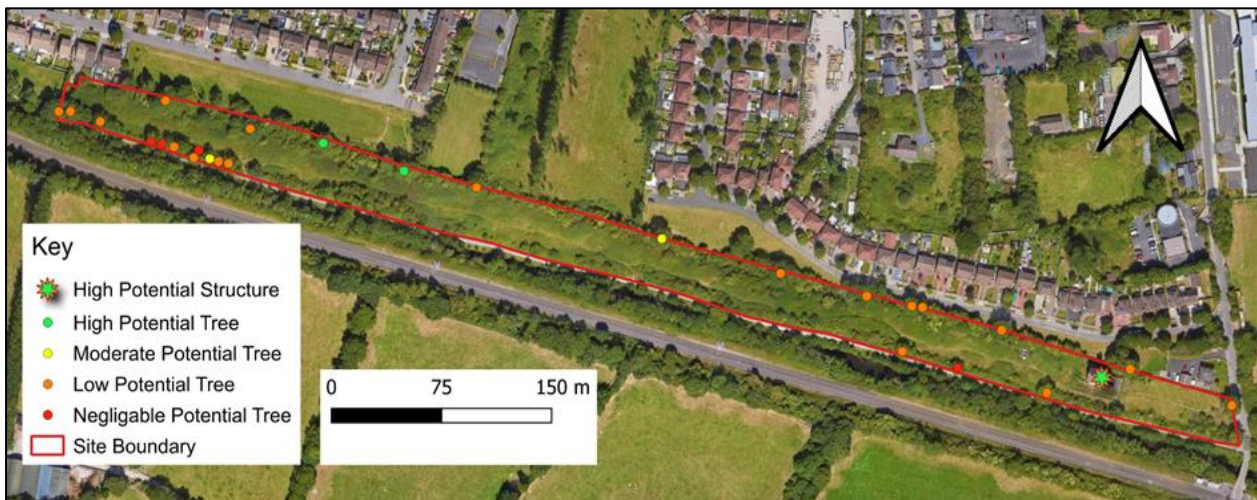 Key
High Potential Structure
High Potential Tree
Moderate Potential Tree
Low Potential Tree
Negligable Potential Tree
Site Boundary
0 75 150 m